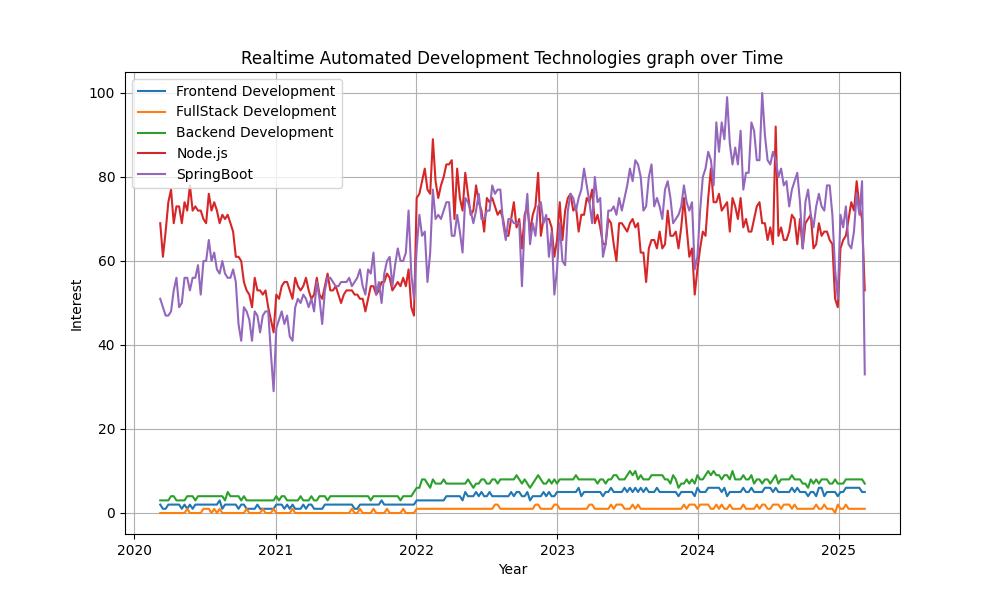 Realtime Automated Development Technologies graph over Time
Frontend Development
FullStack Development
Backend Development
Node.js
SpringBoot
100
80
60
40
20
0
Interest
2020 2021 2022 2023 2024 2025
Year